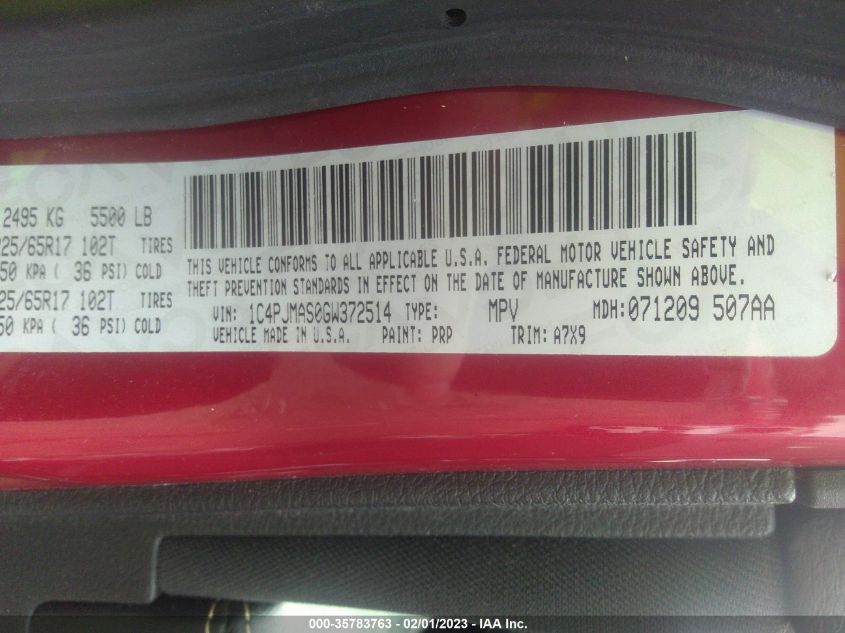 2495 KG 5500 LB
225/65R17 102T TIRES
50 KPA ( 36 PSI) COLD
25/65R17 102T TIRES
50 KPA ( 36 PSI) COLD
THIS VEHICLE CONFORMS TO ALL APPLICABLE U.S.A. FEDERAL MOTOR VEHICLE SAFETY AND
THEFT PREVENTION STANDARDS IN EFFECT ON THE DATE OF MANUFACTURE SHOWN ABOVE.
VIN: 1C4PJMAS0GW372514 TYPE: MPV MDH: 071209 507AA
VEHICLE MADE IN U.S.A. PAINT: PRP TRIM: A7X9
000-35783763 - 02/01/2023 - IAA Inc.